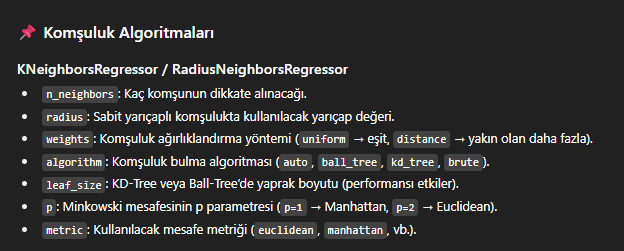 📌 Komşuluk Algoritmaları
KNeighborsRegressor / RadiusNeighborsRegressor
• n_neighbors: Kaç komşunun dikkate alınacağı.
• radius: Sabit yarıçaplı komşulukta kullanılacak yarıçap değeri.
• weights: Komşuluk ağırlıklandırma yöntemi (uniform → eşit, distance → yakın olan daha fazla).
• algorithm: Komşuluk bulma algoritması (auto, ball_tree, kd_tree, brute).
• leaf_size: KD-Tree veya Ball-Tree'de yaprak boyutu (performansı etkiler).
• p: Minkowski mesafesinin p parametresi (p=1 → Manhattan, p=2 → Euclidean).
• metric: Kullanılacak mesafe metriği (euclidean, manhattan, vb.).